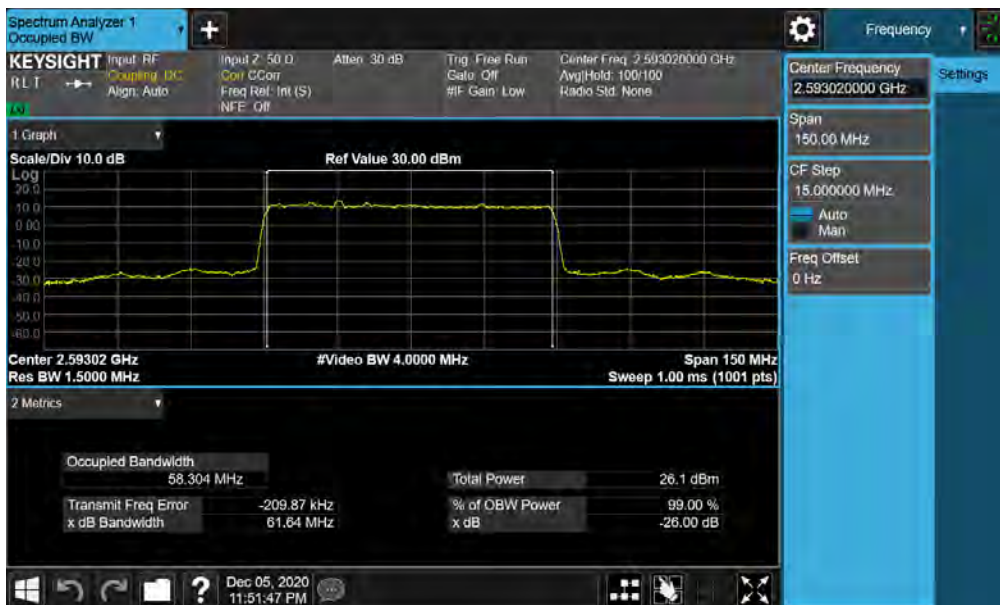 Spectrum Analyzer 1
Occupied BW
Frequency
KEYSIGHT
RLT
Input: RF
Coupling: DC
Align: Auto
Input Z: 50 Ω
Corr CCorr
Freq Ref: Int (S)
NFE: Off
Atten: 30 dB
Trig: Free Run
Gate: Off
#IF Gain: Low
Center Freq: 2.593020000 GHz
Avg|Hold: 100/100
Radio Std: None
Center Frequency
2.593020000 GHz
Settings
Span
150.00 MHz
CF Step
15.000000 MHz
Auto
Man
Freq Offset
0 Hz
1 Graph
Scale/Div 10.0 dB
Ref Value 30.00 dBm
Log
20.0
10.0
0.00
-10.0
-20.0
-30.0
-40.0
-50.0
-60.0
Center 2.59302 GHz
#Video BW 4.0000 MHz
Span 150 MHz
Res BW 1.5000 MHz
Sweep 1.00 ms (1001 pts)
2 Metrics
Occupied Bandwidth
58.304 MHz
Total Power 26.1 dBm
Transmit Freq Error -209.87 kHz
% of OBW Power 99.00 %
x dB Bandwidth 61.64 MHz
x dB -26.00 dB
?
Dec 05, 2020
11:51:47 PM